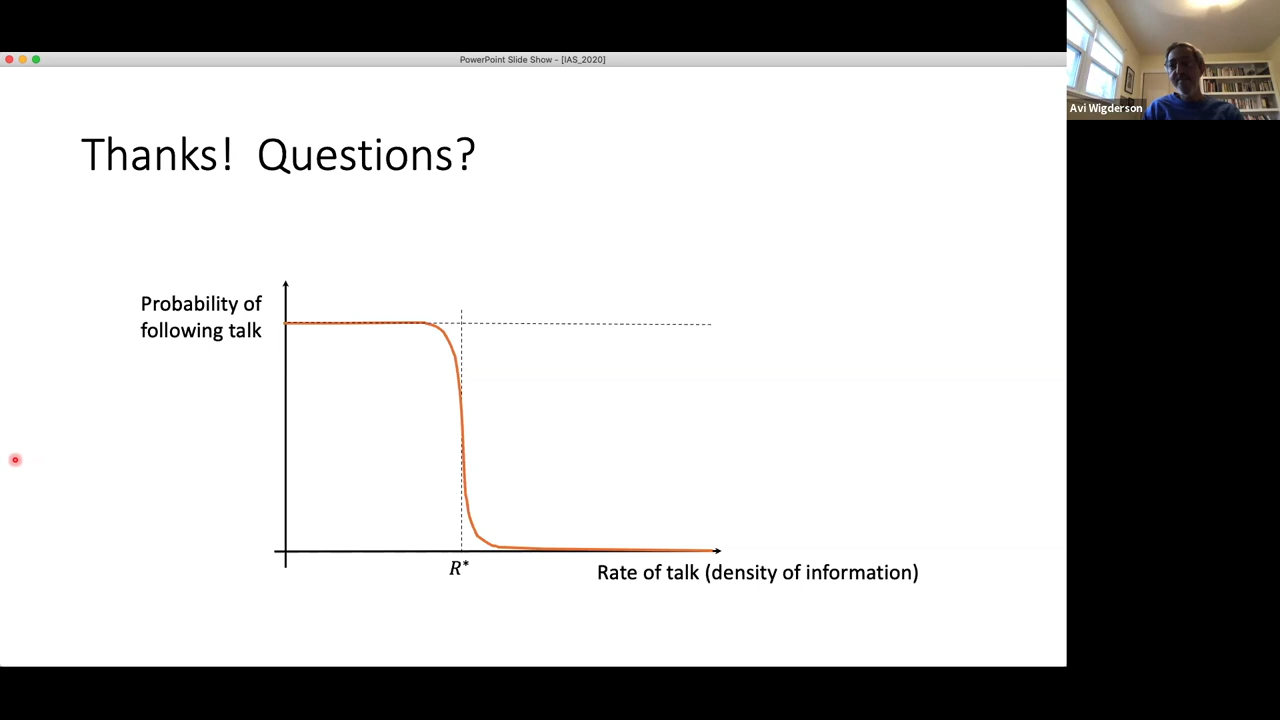 PowerPoint Slide Show - [IAS_2020]
Avi Wigderson
Thanks!  Questions?
Probability of
following talk
R*
Rate of talk (density of information)